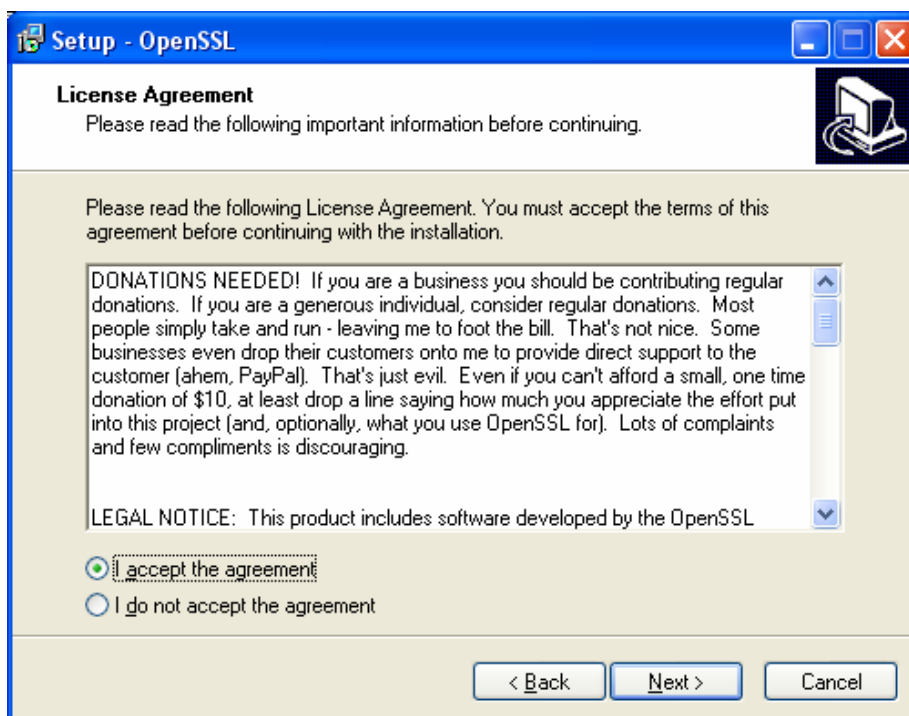 Setup - OpenSSL
License Agreement
Please read the following important information before continuing.
Please read the following License Agreement. You must accept the terms of this
agreement before continuing with the installation.
DONATIONS NEEDED!  If you are a business you should be contributing regular
donations.  If you are a generous individual, consider regular donations.  Most
people simply take and run - leaving me to foot the bill.  That's not nice.  Some
businesses even drop their customers onto me to provide direct support to the
customer (ahem, PayPal).  That's just evil.  Even if you can't afford a small, one time
donation of $10, at least drop a line saying how much you appreciate the effort put
into this project (and, optionally, what you use OpenSSL for).  Lots of complaints
and few compliments is discouraging.
LEGAL NOTICE:  This product includes software developed by the OpenSSL
I accept the agreement
I do not accept the agreement
< Back
Next >
Cancel